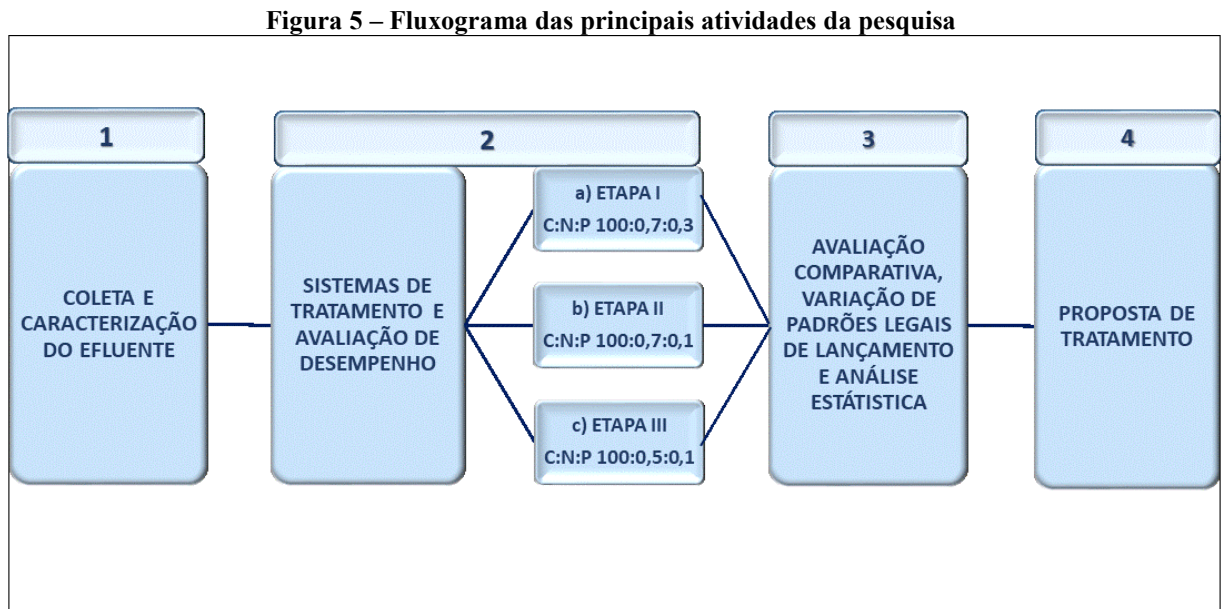 Figura 5 – Fluxograma das principais atividades da pesquisa
1
COLETA E
CARACTERIZAÇÃO
DO EFLUENTE
2
SISTEMAS DE
TRATAMENTO E
AVALIAÇÃO DE
DESEMPENHO
a) ETAPA I
C:N:P 100:0,7:0,3
b) ETAPA II
C:N:P 100:0,7:0,1
c) ETAPA III
C:N:P 100:0,5:0,1
3
AVALIAÇÃO
COMPARATIVA,
VARIAÇÃO DE
PADRÕES LEGAIS
DE LANÇAMENTO
E ANÁLISE
ESTÁTISTICA
4
PROPOSTA DE
TRATAMENTO